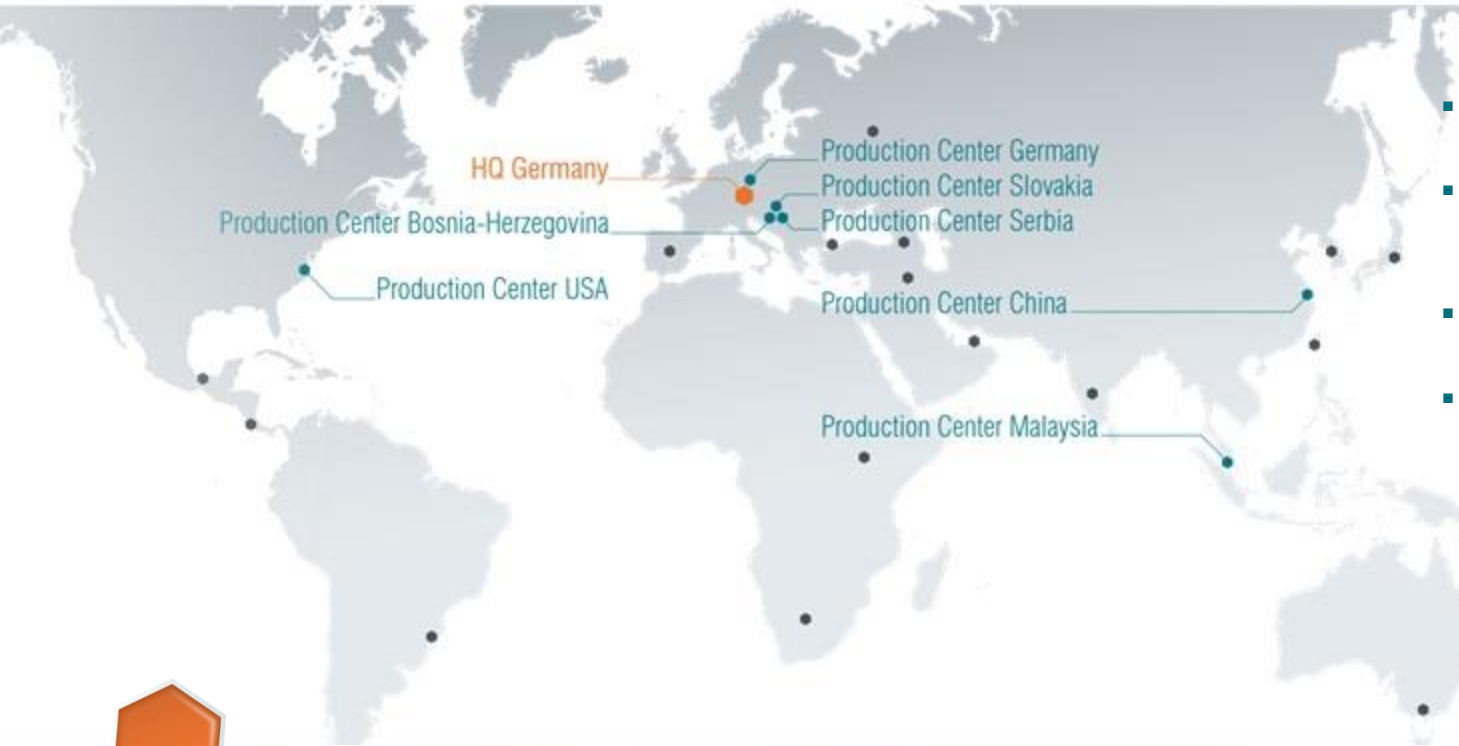 HQ Germany
Production Center Bosnia-Herzegovina
Production Center USA
Production Center Germany
Production Center Slovakia
Production Center Serbia
Production Center China
Production Center Malaysia